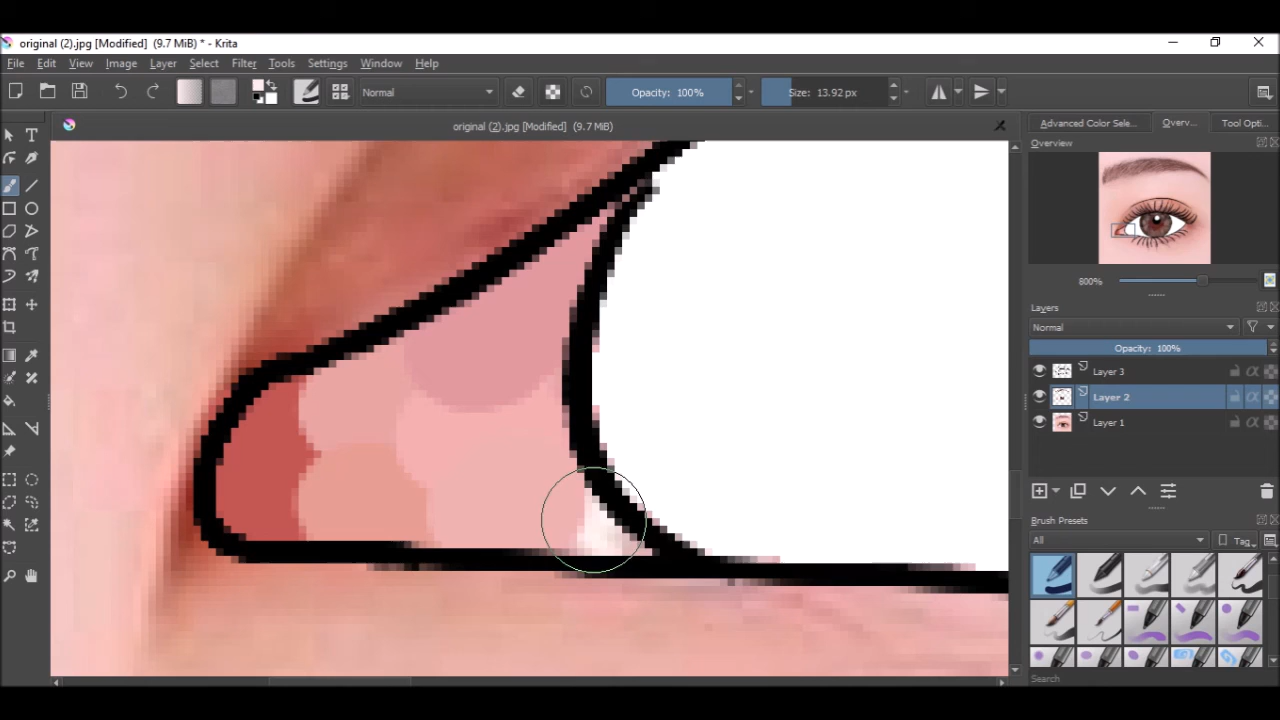 original (2).jpg [Modified] (9.7 MiB) * - Krita
File Edit View Image Layer Select Filter Tools Settings Window Help
Normal Opacity: 100% Size: 13.92 px
original (2).jpg [Modified] (9.7 MiB)
Advanced Color Sele... Overv... Tool Opti...
Overview
800%
Layers
Normal
Opacity: 100%
Layer 3
Layer 2
Layer 1
Brush Presets
All Tag
Search